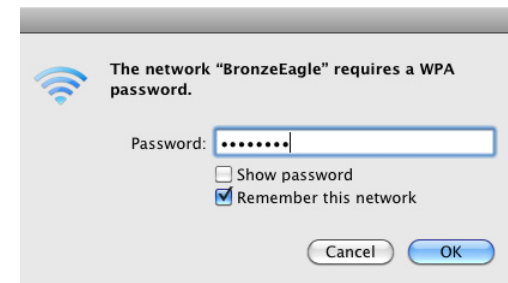 The network “BronzeEagle” requires a WPA
password.
Password: ••••••••
Show password
Remember this network
Cancel OK